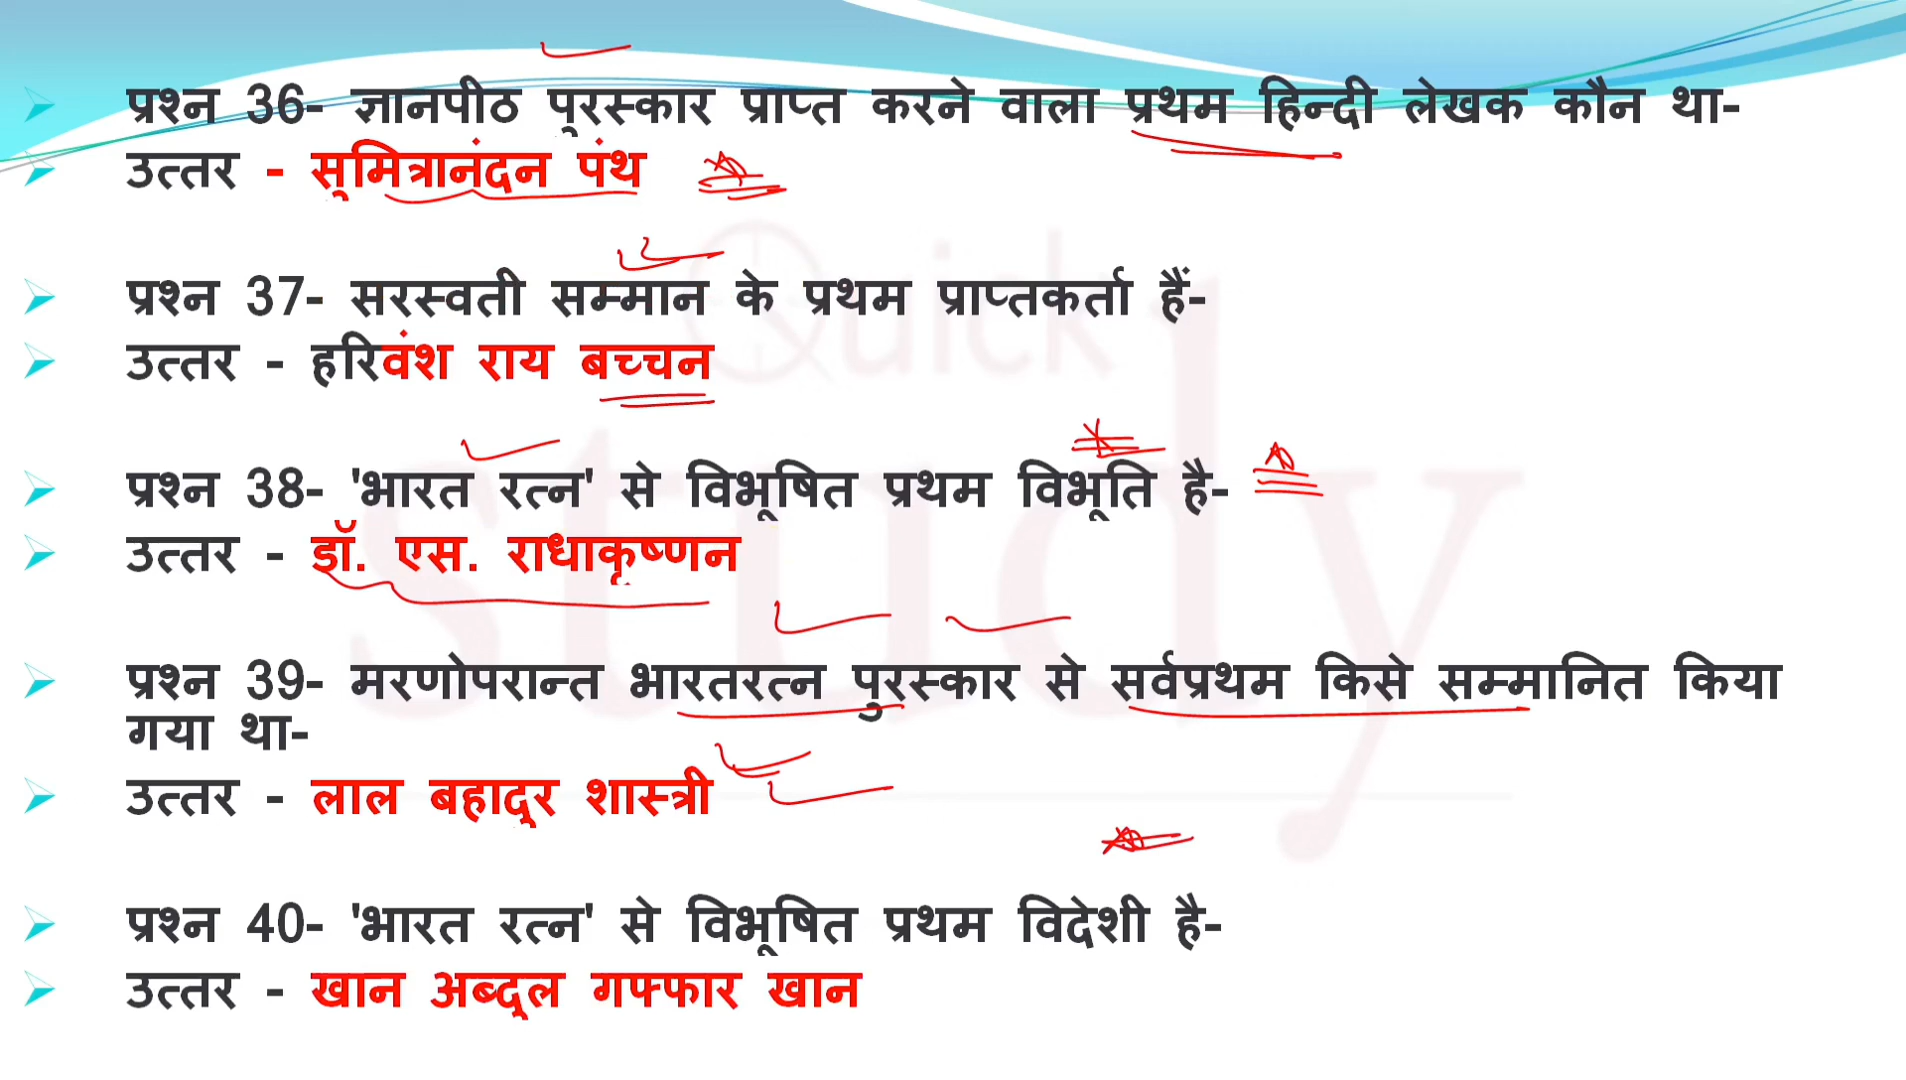 प्रश्न 36- ज्ञानपीठ पुरस्कार प्राप्त करने वाला प्रथम हिन्दी लेखक कौन था-
उत्तर - सुमित्रानंदन पंथ
प्रश्न 37- सरस्वती सम्मान के प्रथम प्राप्तकर्ता हैं-
उत्तर - हरिवंश राय बच्चन
प्रश्न 38- 'भारत रत्न' से विभूषित प्रथम विभूति है-
उत्तर - डॉ. एस. राधाकृष्णन
प्रश्न 39- मरणोपरान्त भारतरत्न पुरस्कार से सर्वप्रथम किसे सम्मानित किया
गया था-
उत्तर - लाल बहादुर शास्त्री
प्रश्न 40- 'भारत रत्न' से विभूषित प्रथम विदेशी है-
उत्तर - खान अब्दुल गफ्फार खान
Quick
study